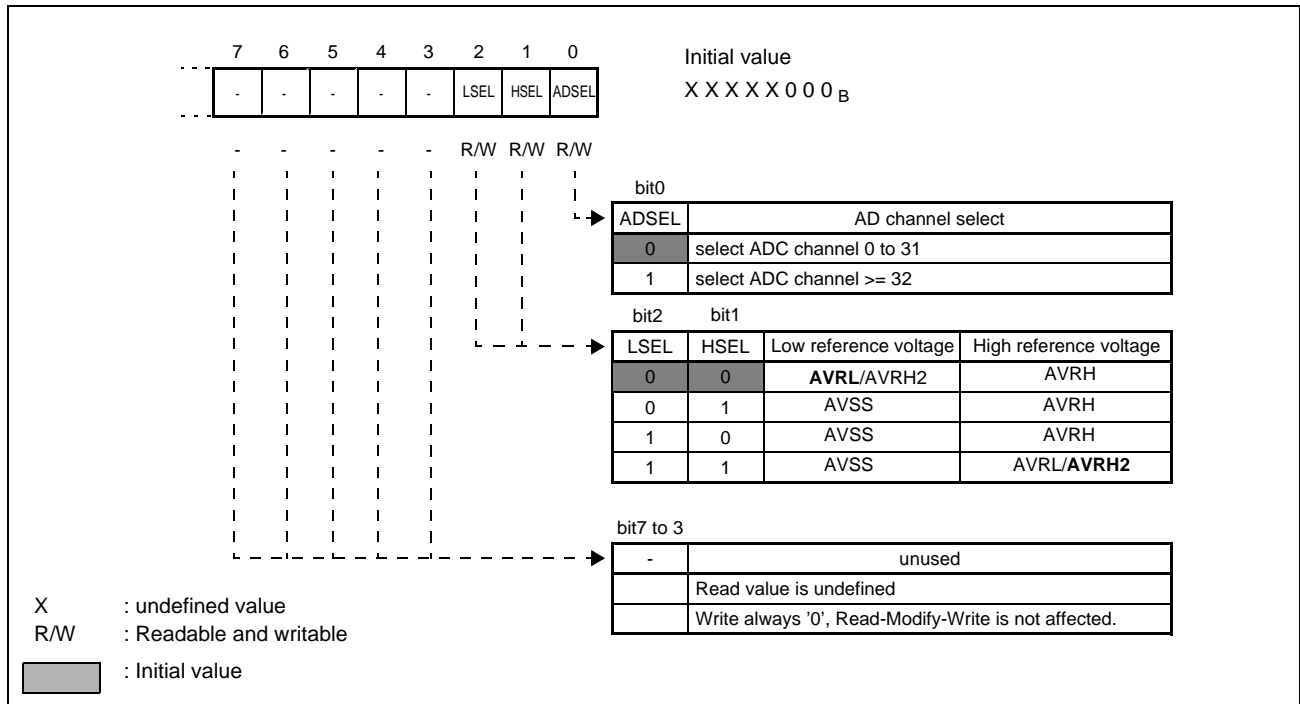 7 6 5 4 3 2 1 0
Initial value
- - - - - LSEL HSEL ADSEL
X X X X X 0 0 0 B
- - - - - R/W R/W R/W
bit0
ADSEL AD channel select
0 select ADC channel 0 to 31
1 select ADC channel >= 32
bit2 bit1
LSEL HSEL Low reference voltage High reference voltage
0 0 AVRL/AVRH2 AVRH
0 1 AVSS AVRH
1 0 AVSS AVRH
1 1 AVSS AVRL/AVRH2
bit7 to 3
- unused
Read value is undefined
Write always '0', Read-Modify-Write is not affected.
X : undefined value
R/W : Readable and writable
: Initial value